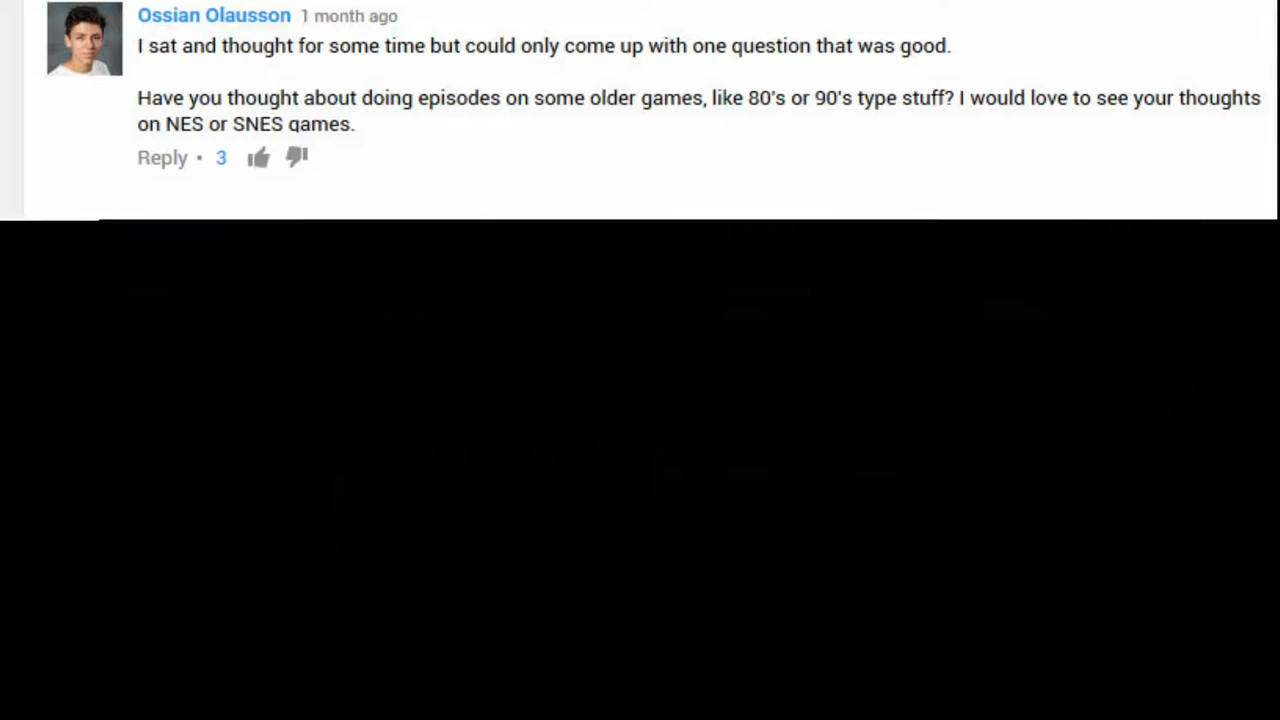 Ossian Olausson 1 month ago
I sat and thought for some time but could only come up with one question that was good.
Have you thought about doing episodes on some older games, like 80's or 90's type stuff? I would love to see your thoughts
on NES or SNES games.
Reply • 3